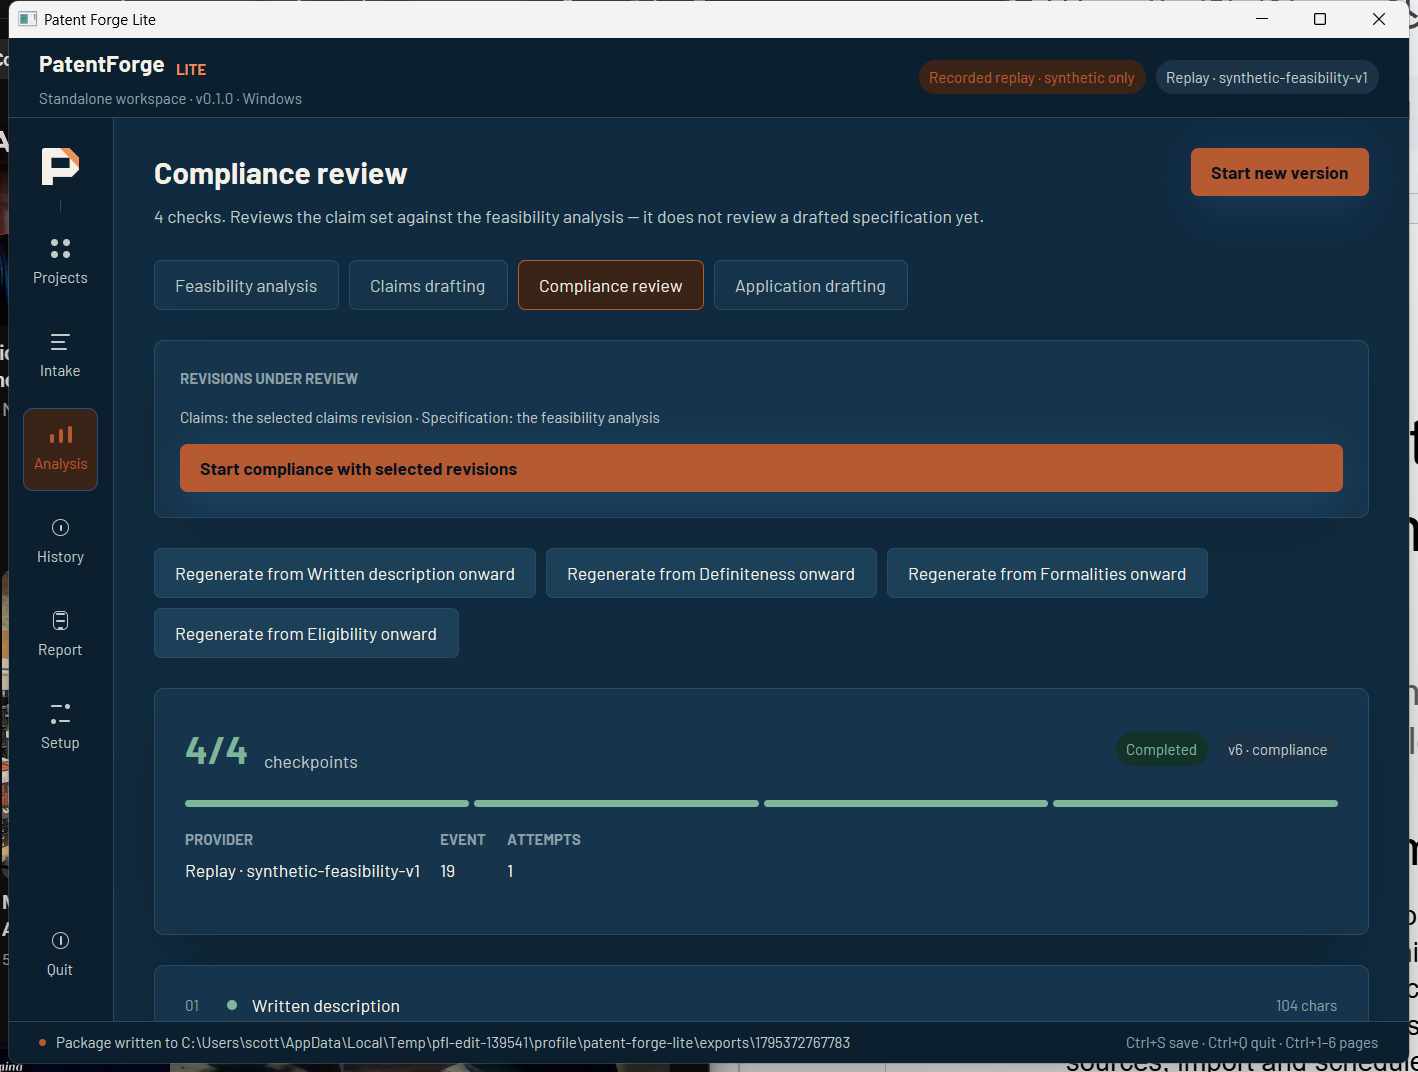 Patent Forge Lite
PatentForge LITE
Standalone workspace · v0.1.0 · Windows
Recorded replay · synthetic only
Replay · synthetic-feasibility-v1
Projects
Intake
Analysis
History
Report
Setup
Quit
Compliance review
Start new version
4 checks. Reviews the claim set against the feasibility analysis — it does not review a drafted specification yet.
Feasibility analysis
Claims drafting
Compliance review
Application drafting
REVISIONS UNDER REVIEW
Claims: the selected claims revision · Specification: the feasibility analysis
Start compliance with selected revisions
Regenerate from Written description onward
Regenerate from Definiteness onward
Regenerate from Formalities onward
Regenerate from Eligibility onward
4/4 checkpoints
Completed
v6 · compliance
PROVIDER EVENT ATTEMPTS
Replay · synthetic-feasibility-v1 19 1
01 Written description 104 chars
Package written to C:\Users\scott\AppData\Local\Temp\pfl-edit-139541\profile\patent-forge-lite\exports\1795372767783
Ctrl+S save · Ctrl+Q quit · Ctrl+1–6 pages
sources, import and schedule